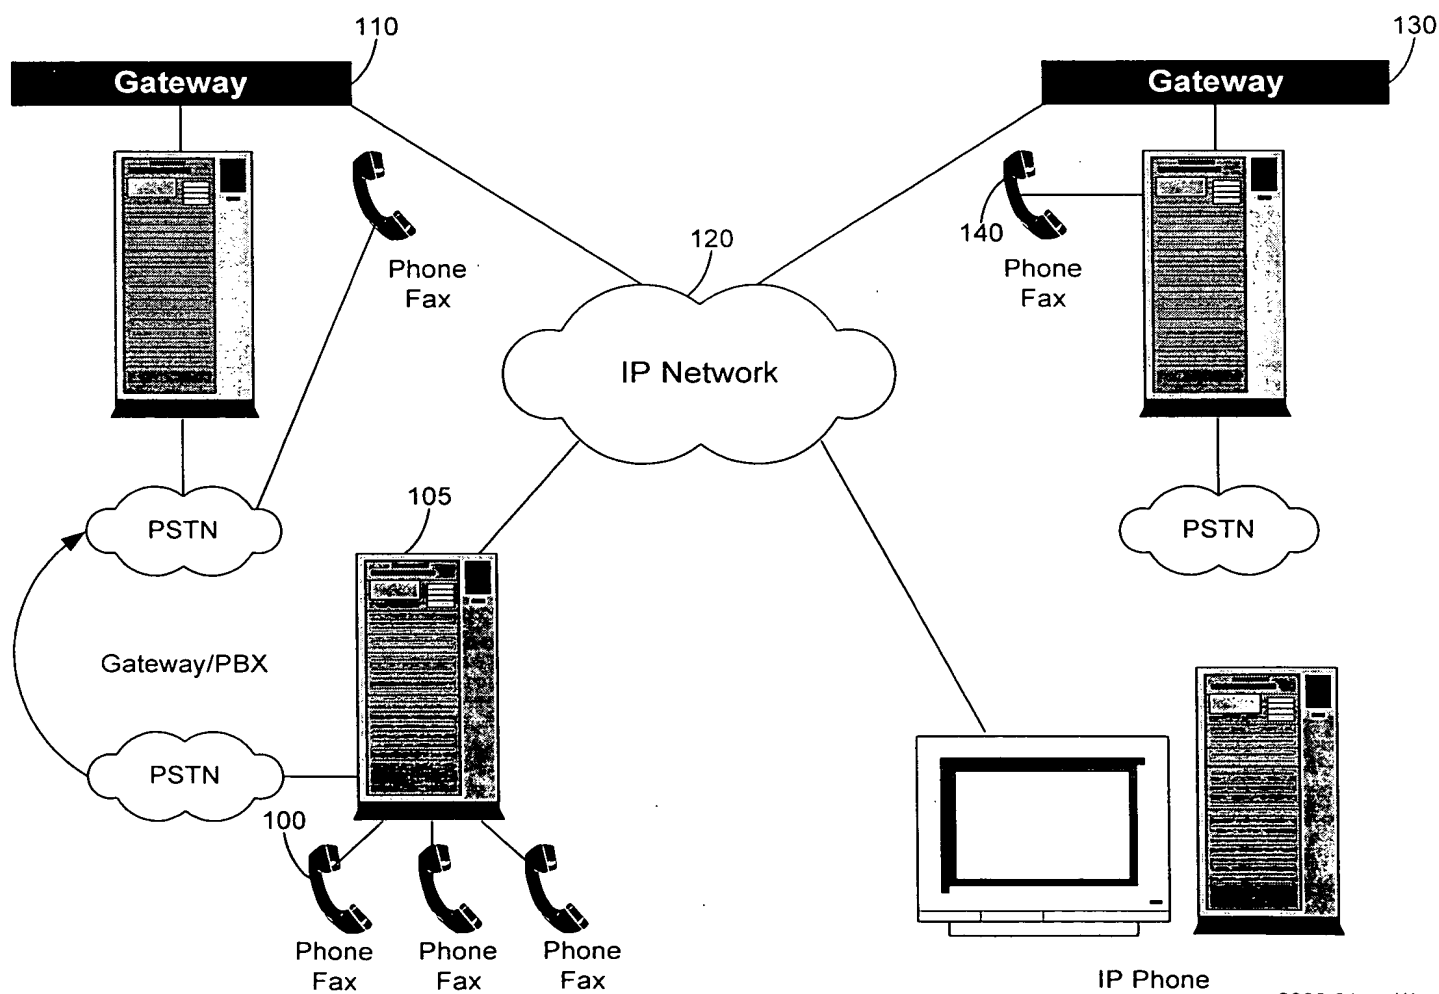 110
130
Gateway
Gateway
120
140
Phone
Fax
Phone
Fax
IP Network
105
PSTN
PSTN
Gateway/PBX
PSTN
100
Phone
Fax
Phone
Fax
Phone
Fax
IP Phone